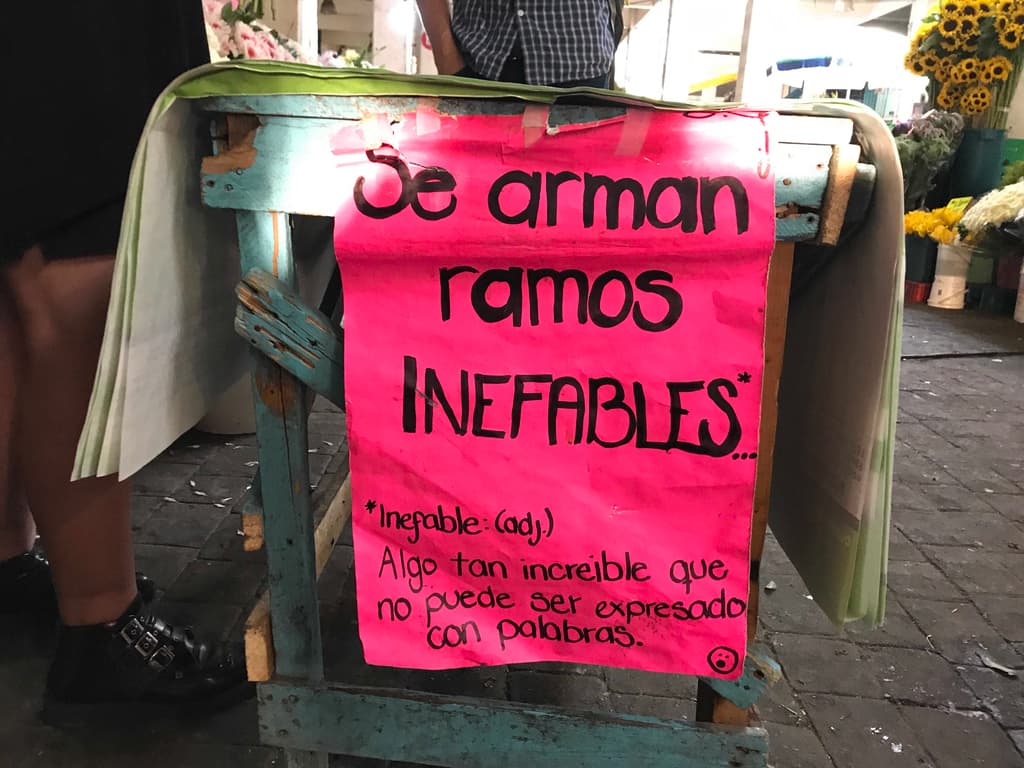 Se arman
ramos
INEFABLES*...
*Inefable: (adj.)
Algo tan increible que
no puede ser expresado
con palabras.